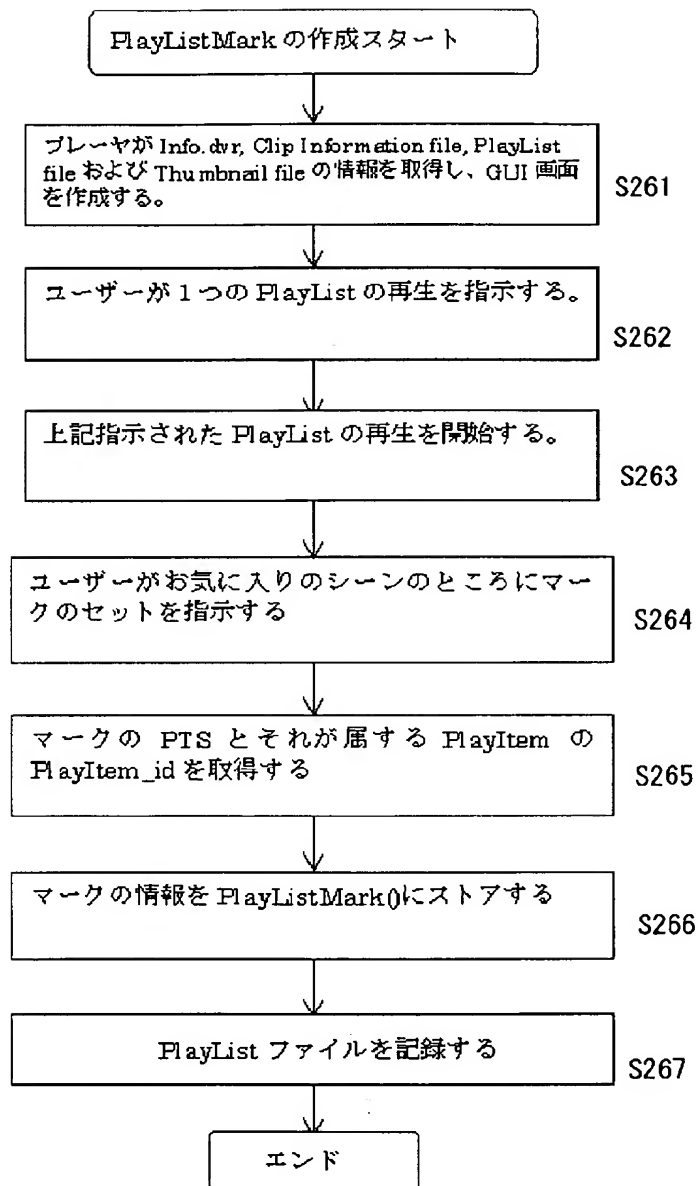 PlayListMark の作成スタート
プレーヤが Info.dvr, Clip Information file, PlayList
file および Thumbnail file の情報を取得し、GUI 画面
を作成する。
S261
ユーザーが 1 つの PlayList の再生を指示する。
S262
上記指示された PlayList の再生を開始する。
S263
ユーザーがお気に入りのシーンのところにマー
クのセットを指示する
S264
マークの PTS とそれが属する PlayItem の
PlayItem_id を取得する
S265
マークの情報を PlayListMark()にストアする
S266
PlayList ファイルを記録する
S267
エンド